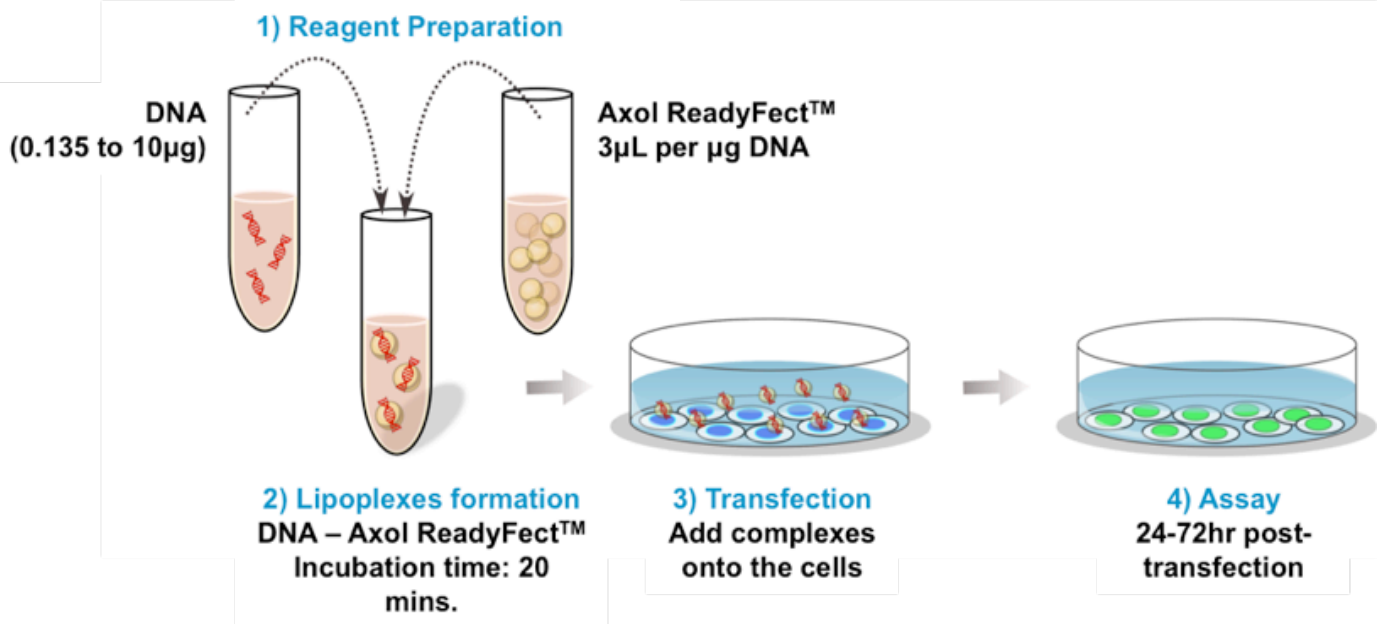 1) Reagent Preparation
DNA
(0.135 to 10µg)
Axol ReadyFect™
3µL per µg DNA
2) Lipoplexes formation
DNA – Axol ReadyFect™
Incubation time: 20
mins.
3) Transfection
Add complexes
onto the cells
4) Assay
24-72hr post-
transfection